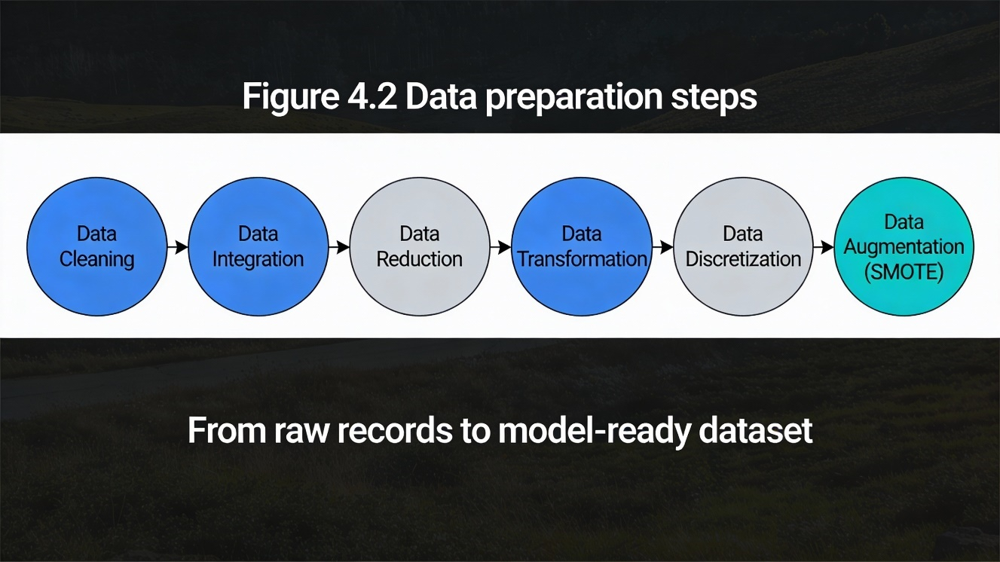 Figure 4.2 Data preparation steps
Data
Cleaning
Data
Integration
Data
Reduction
Data
Transformation
Data
Discretization
Data
Augmentation
(SMOTE)
From raw records to model-ready dataset